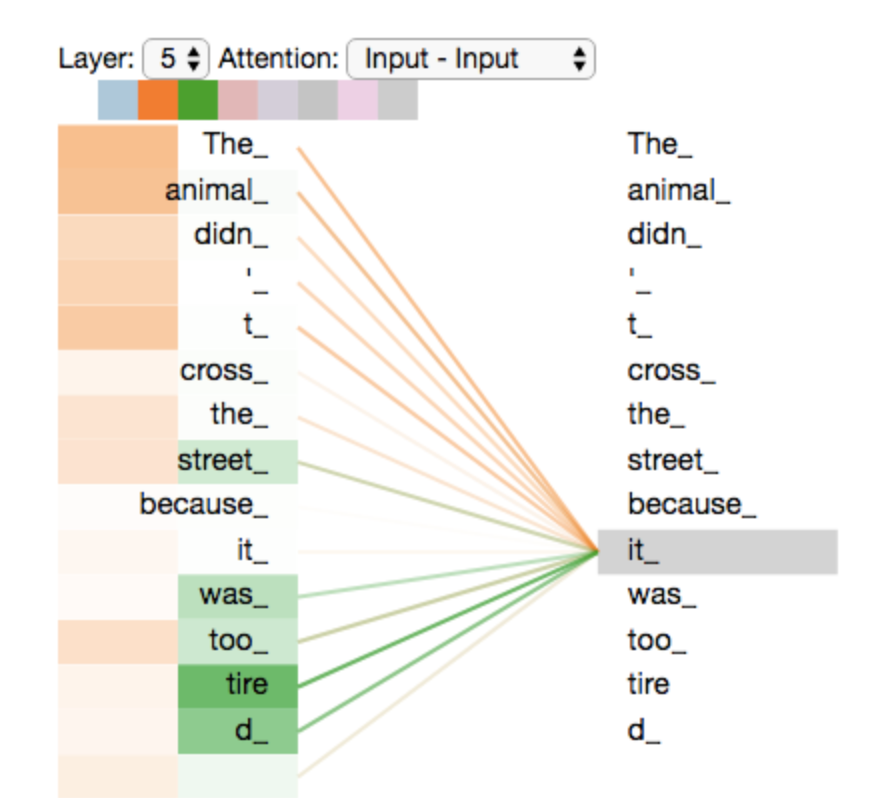 Layer: 5 Attention: Input - Input
The_ The_
animal_ animal_
didn_ didn_
'_ '_
t_ t_
cross_ cross_
the_ the_
street_ street_
because_ because_
it_ it_
was_ was_
too_ too_
tire tire
d_ d_